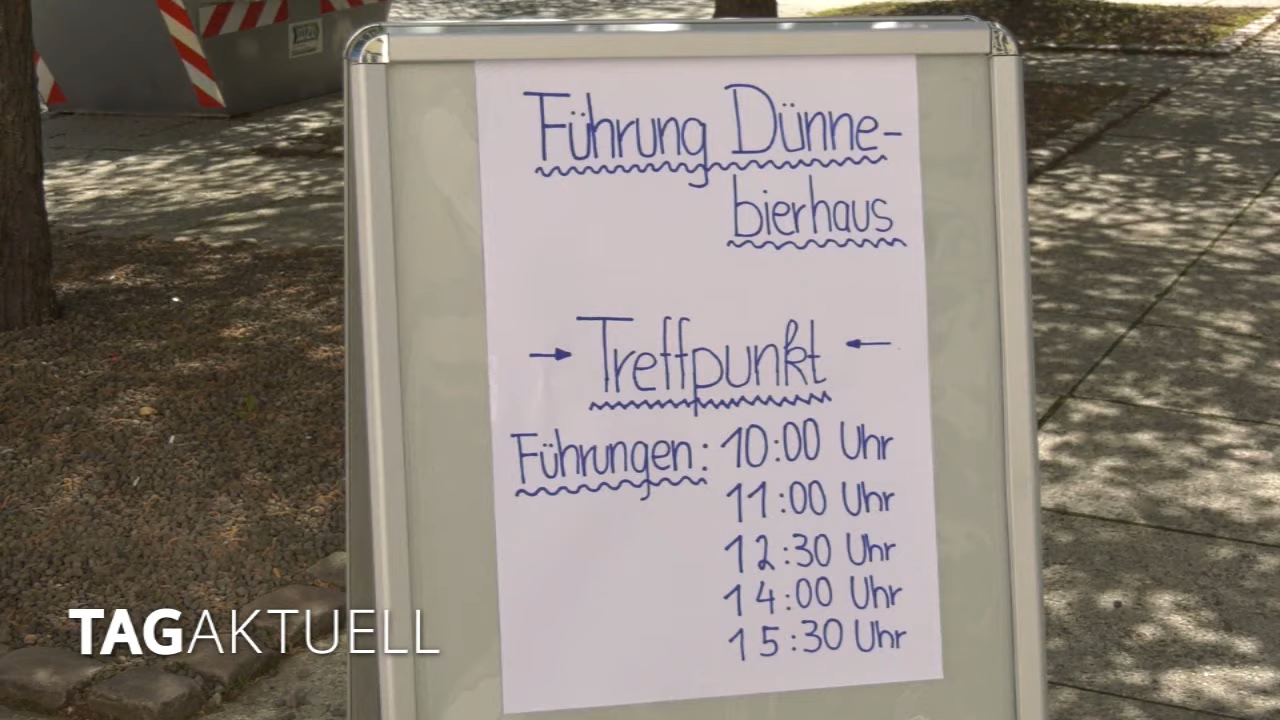 Führung Dünne-
bierhaus
→ Treffpunkt ←
Führungen: 10:00 Uhr
11:00 Uhr
12:30 Uhr
14:00 Uhr
15:30 Uhr
TAGAKTUELL